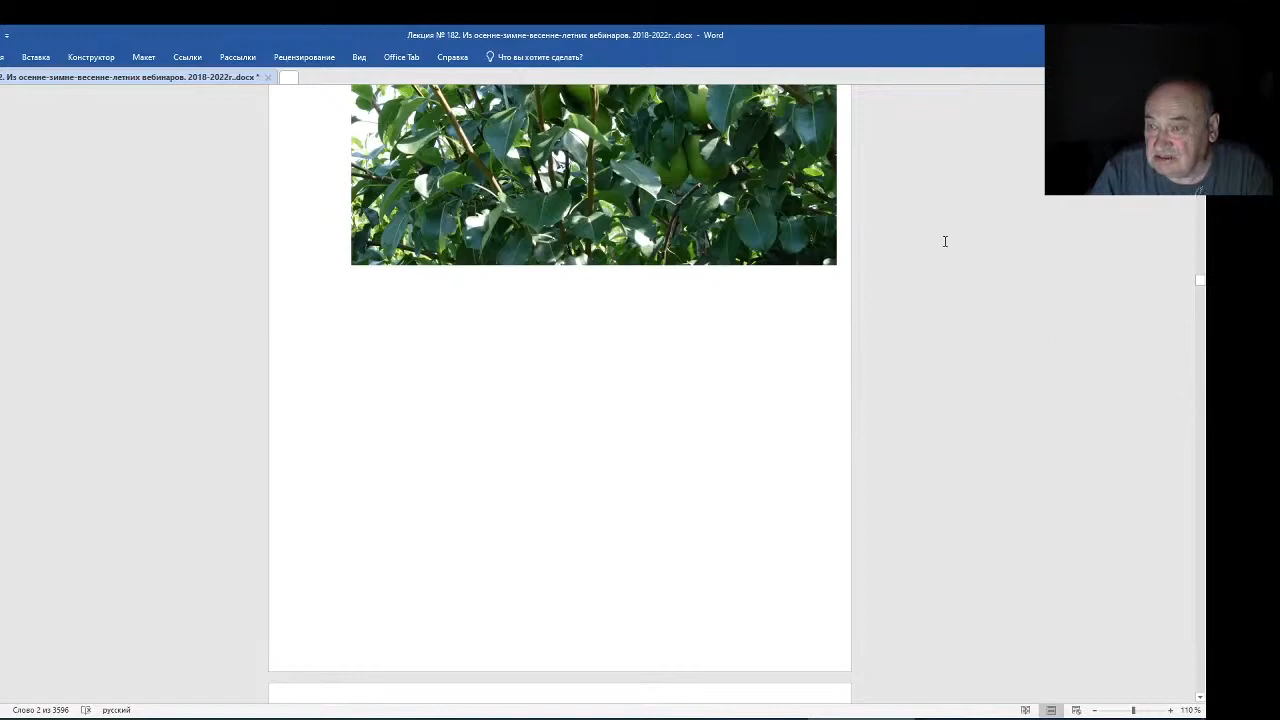 Лекция № 182. Из осенне-зимне-весенне-летних вебинаров. 2018-2022г..docx - Word
Вставка Конструктор Макет Ссылки Рассылки Рецензирование Вид Office Tab Справка Что вы хотите сделать?
2. Из осенне-зимне-весенне-летних вебинаров. 2018-2022г..docx *
Слово 2 из 3596 русский 110 %